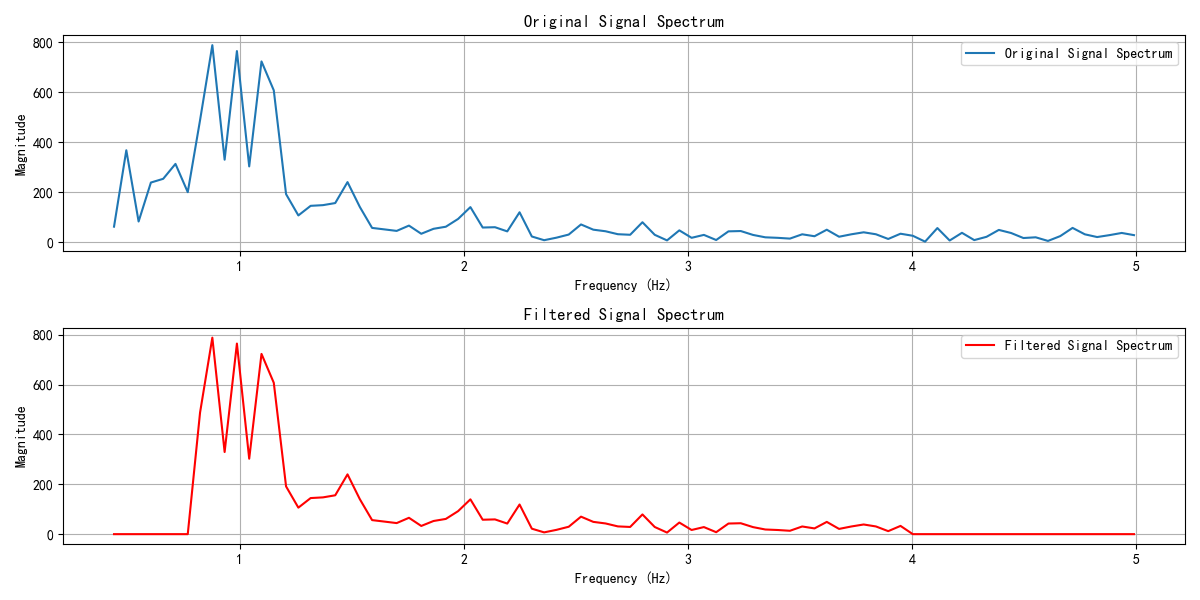 Original Signal Spectrum
800
600
400
200
0
Magnitude
Original Signal Spectrum
1
2
3
4
5
Frequency (Hz)
Filtered Signal Spectrum
800
600
400
200
0
Magnitude
Filtered Signal Spectrum
1
2
3
4
5
Frequency (Hz)